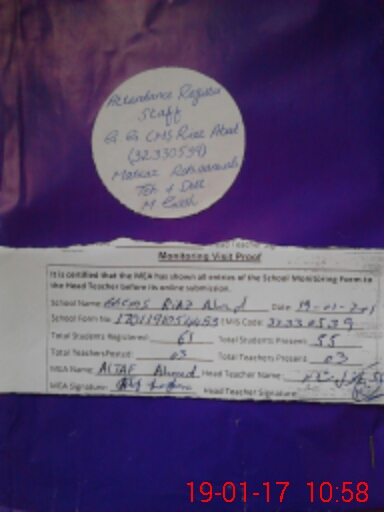 Attendance Register
Staff
G.G CMS Riaz Abad
(32330539)
Markaz
Teh & Dist
M Garh
Monitoring Visit Proof
It is certified that the MEA has shown all entries of the School Monitoring Form to
the Head Teacher before its online submission.
School Name: GGCMS RIAZ Abad Date: 19-01-
School Form No: EMIS Code: 32330539
Total Students Registered: 61 Total Students Present: 55
Total Teachers Posted: 03 Total Teachers Present: 03
MEA Name: ALTAF Ahmed Head Teacher Name:
MEA Signature: Head Teacher Signature:
19-01-17 10:58